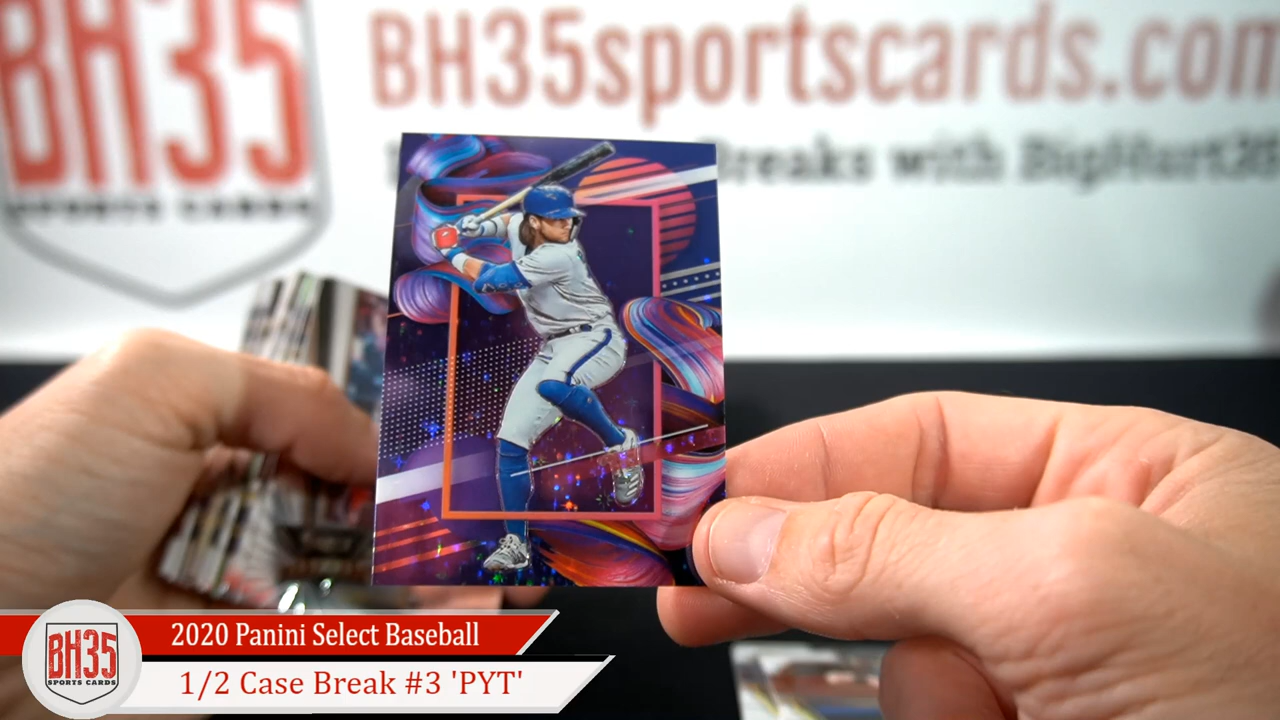 BH35
SPORTS CARDS
BH35sportscards.com
Breaks with BigHurt35
BH35
SPORTS CARDS
2020 Panini Select Baseball
1/2 Case Break #3 'PYT'